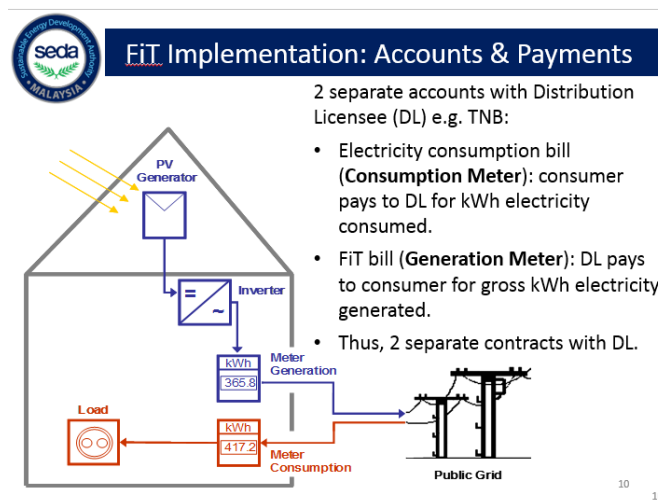 Sustainable Energy Development Authority
seda
• MALAYSIA •
FiT Implementation: Accounts & Payments
2 separate accounts with Distribution
Licensee (DL) e.g. TNB:
• Electricity consumption bill
(Consumption Meter): consumer
pays to DL for kWh electricity
consumed.
• FiT bill (Generation Meter): DL pays
to consumer for gross kWh electricity
generated.
• Thus, 2 separate contracts with DL.
PV
Generator
Inverter
=
~
kWh
365.8
Meter
Generation
Load
kWh
417.2
Meter
Consumption
Public Grid
10
1